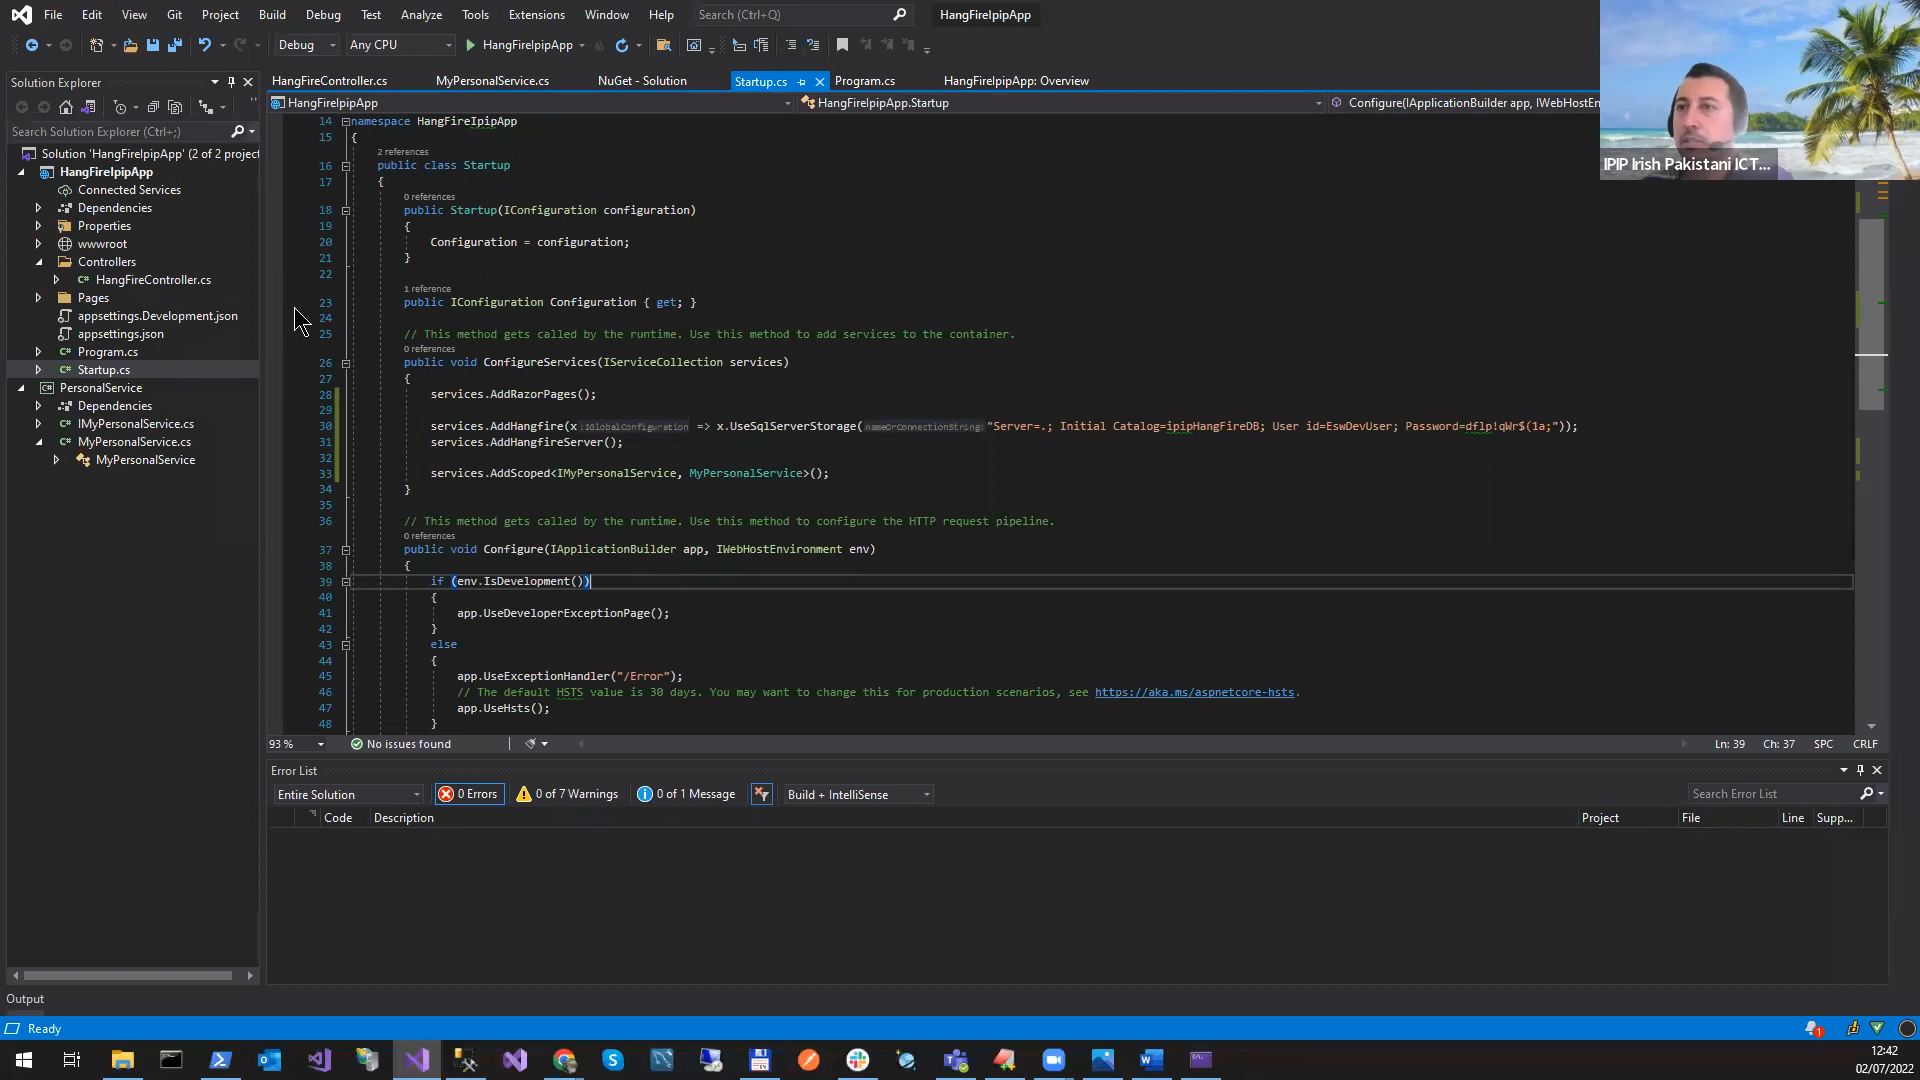 File Edit View Git Project Build Debug Test Analyze Tools Extensions Window Help Search (Ctrl+Q) HangFireIpipApp
Debug Any CPU HangFireIpipApp
Solution Explorer
HangFireController.cs MyPersonalService.cs NuGet - Solution Startup.cs Program.cs HangFireIpipApp: Overview
HangFireIpipApp HangFireIpipApp.Startup Configure(IApplicationBuilder app, IWebHostEn
Search Solution Explorer (Ctrl+;)
Solution 'HangFireIpipApp' (2 of 2 project
HangFireIpipApp
Connected Services
Dependencies
Properties
wwwroot
Controllers
HangFireController.cs
Pages
appsettings.Development.json
appsettings.json
Program.cs
Startup.cs
PersonalService
Dependencies
IMyPersonalService.cs
MyPersonalService.cs
MyPersonalService
IPIP Irish Pakistani ICT...
14 namespace HangFireIpipApp
15 {
2 references
16 public class Startup
17 {
0 references
18 public Startup(IConfiguration configuration)
19 {
20 Configuration = configuration;
21 }
22
1 reference
23 public IConfiguration Configuration { get; }
24
25 // This method gets called by the runtime. Use this method to add services to the container.
0 references
26 public void ConfigureServices(IServiceCollection services)
27 {
28 services.AddRazorPages();
29
30 services.AddHangfire(x:IGlobalConfiguration => x.UseSqlServerStorage(nameOrConnectionString: "Server=.; Initial Catalog=ipipHangFireDB; User id=EswDevUser; Password=dflp!qWr$(1a;"));
31 services.AddHangfireServer();
32
33 services.AddScoped<IMyPersonalService, MyPersonalService>();
34 }
35
36 // This method gets called by the runtime. Use this method to configure the HTTP request pipeline.
0 references
37 public void Configure(IApplicationBuilder app, IWebHostEnvironment env)
38 {
39 if (env.IsDevelopment())
40 {
41 app.UseDeveloperExceptionPage();
42 }
43 else
44 {
45 app.UseExceptionHandler("/Error");
46 // The default HSTS value is 30 days. You may want to change this for production scenarios, see https://aka.ms/aspnetcore-hsts.
47 app.UseHsts();
48 }
93 % No issues found Ln: 39 Ch: 37 SPC CRLF
Error List
Entire Solution 0 Errors 0 of 7 Warnings 0 of 1 Message Build + IntelliSense Search Error List
Code Description Project File Line Supp...
Output
Ready 1
12:42
02/07/2022